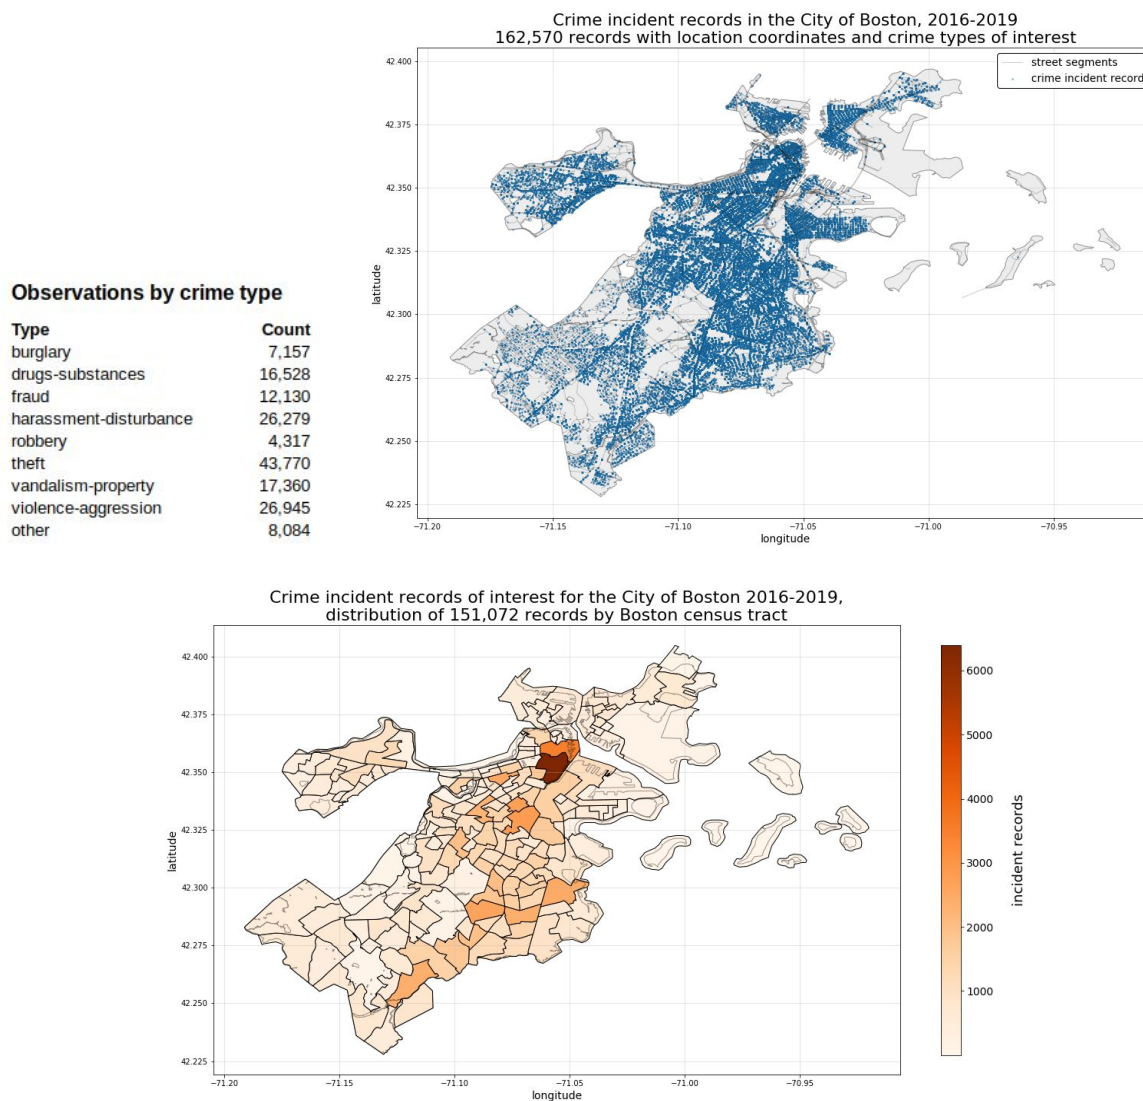 Crime incident records in the City of Boston, 2016-2019
162,570 records with location coordinates and crime types of interest
street segments
crime incident record
42.400
42.375
42.350
42.325
42.300
42.275
42.250
42.225
latitude
−71.20 −71.15 −71.10 −71.05 −71.00 −70.95
longitude
Observations by crime type
Type Count
burglary 7,157
drugs-substances 16,528
fraud 12,130
harassment-disturbance 26,279
robbery 4,317
theft 43,770
vandalism-property 17,360
violence-aggression 26,945
other 8,084
Crime incident records of interest for the City of Boston 2016-2019,
distribution of 151,072 records by Boston census tract
42.400
42.375
42.350
42.325
42.300
42.275
42.250
42.225
latitude
−71.20 −71.15 −71.10 −71.05 −71.00 −70.95
longitude
6000
5000
4000
3000
2000
1000
incident records